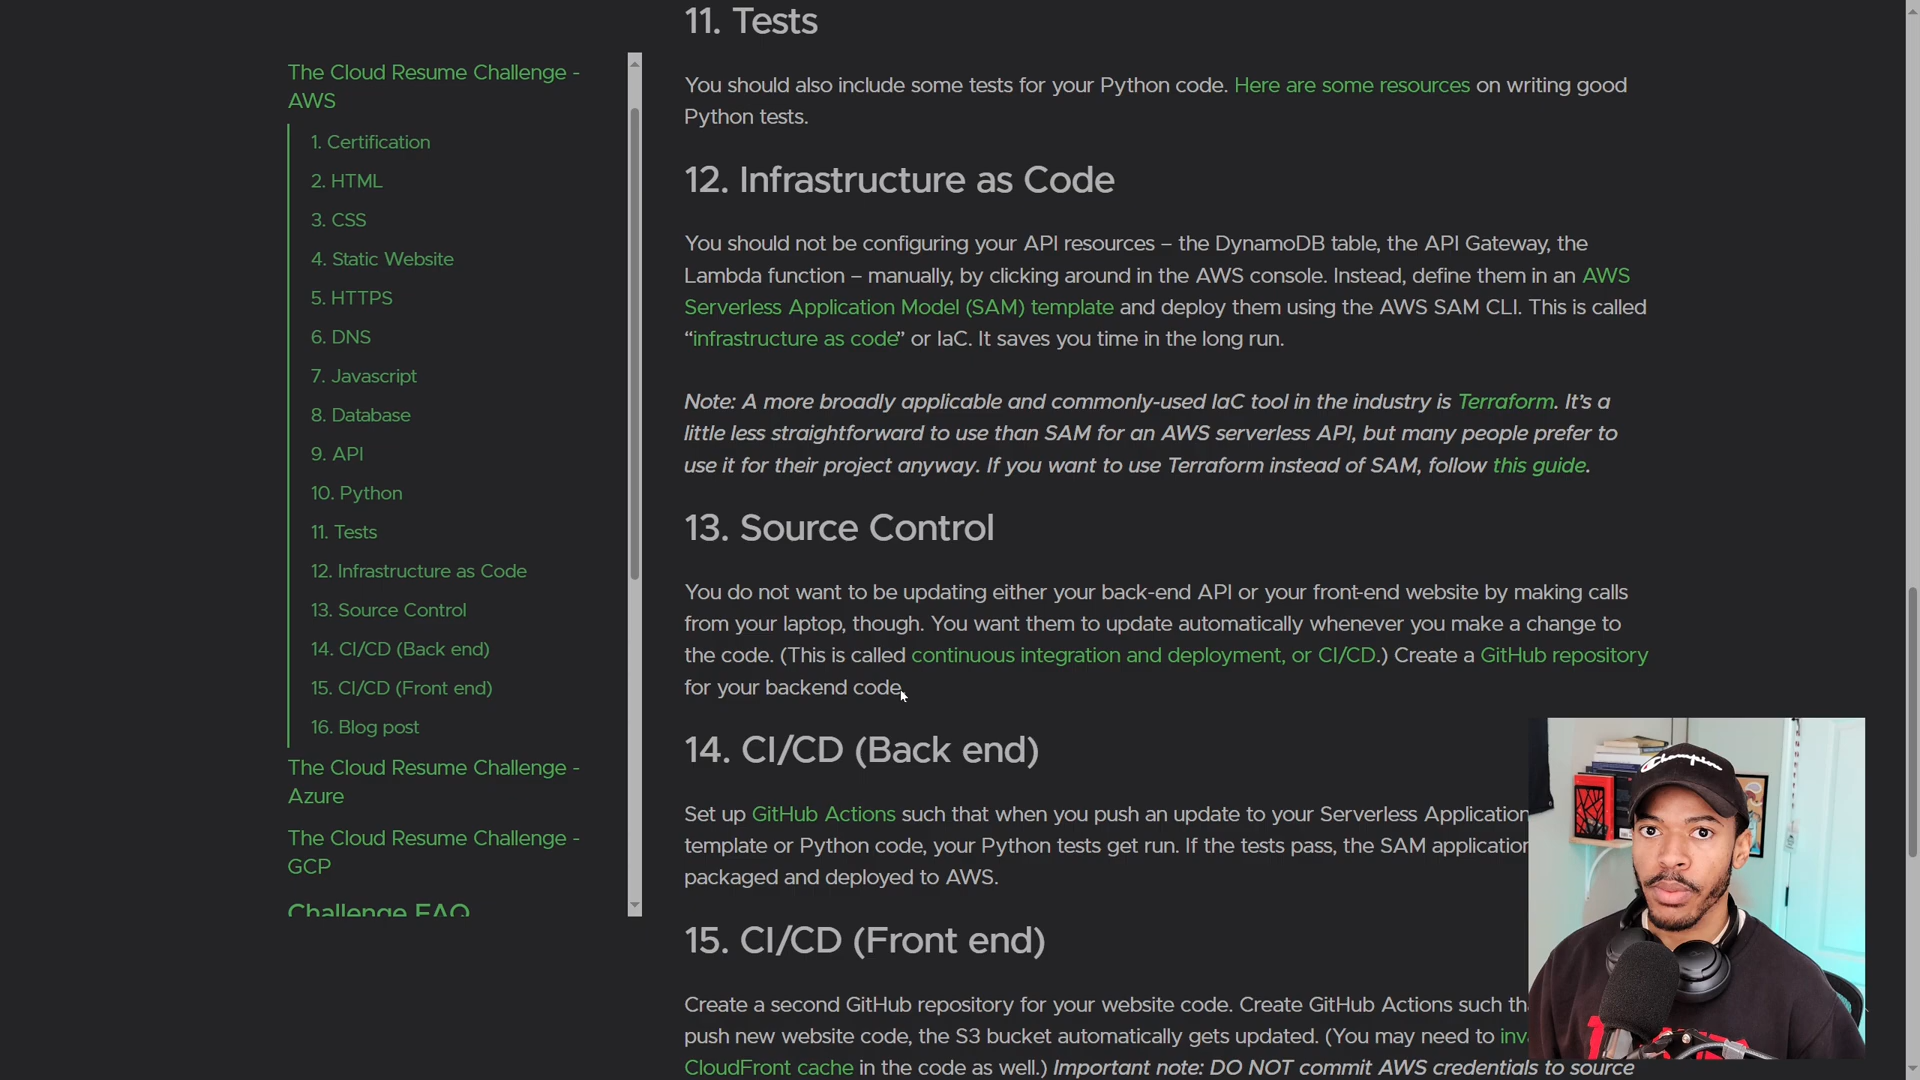 The Cloud Resume Challenge -
AWS
1. Certification
2. HTML
3. CSS
4. Static Website
5. HTTPS
6. DNS
7. Javascript
8. Database
9. API
10. Python
11. Tests
12. Infrastructure as Code
13. Source Control
14. CI/CD (Back end)
15. CI/CD (Front end)
16. Blog post
The Cloud Resume Challenge -
Azure
The Cloud Resume Challenge -
GCP
Challenge FAQ
11. Tests
You should also include some tests for your Python code. Here are some resources on writing good
Python tests.
12. Infrastructure as Code
You should not be configuring your API resources – the DynamoDB table, the API Gateway, the
Lambda function – manually, by clicking around in the AWS console. Instead, define them in an AWS
Serverless Application Model (SAM) template and deploy them using the AWS SAM CLI. This is called
“infrastructure as code” or IaC. It saves you time in the long run.
Note: A more broadly applicable and commonly-used IaC tool in the industry is Terraform. It’s a
little less straightforward to use than SAM for an AWS serverless API, but many people prefer to
use it for their project anyway. If you want to use Terraform instead of SAM, follow this guide.
13. Source Control
You do not want to be updating either your back-end API or your front-end website by making calls
from your laptop, though. You want them to update automatically whenever you make a change to
the code. (This is called continuous integration and deployment, or CI/CD.) Create a GitHub repository
for your backend code.
14. CI/CD (Back end)
Set up GitHub Actions such that when you push an update to your Serverless Application
template or Python code, your Python tests get run. If the tests pass, the SAM application
packaged and deployed to AWS.
15. CI/CD (Front end)
Create a second GitHub repository for your website code. Create GitHub Actions such
push new website code, the S3 bucket automatically gets updated. (You may need to
CloudFront cache in the code as well.) Important note: DO NOT commit AWS credentials to source
Champion